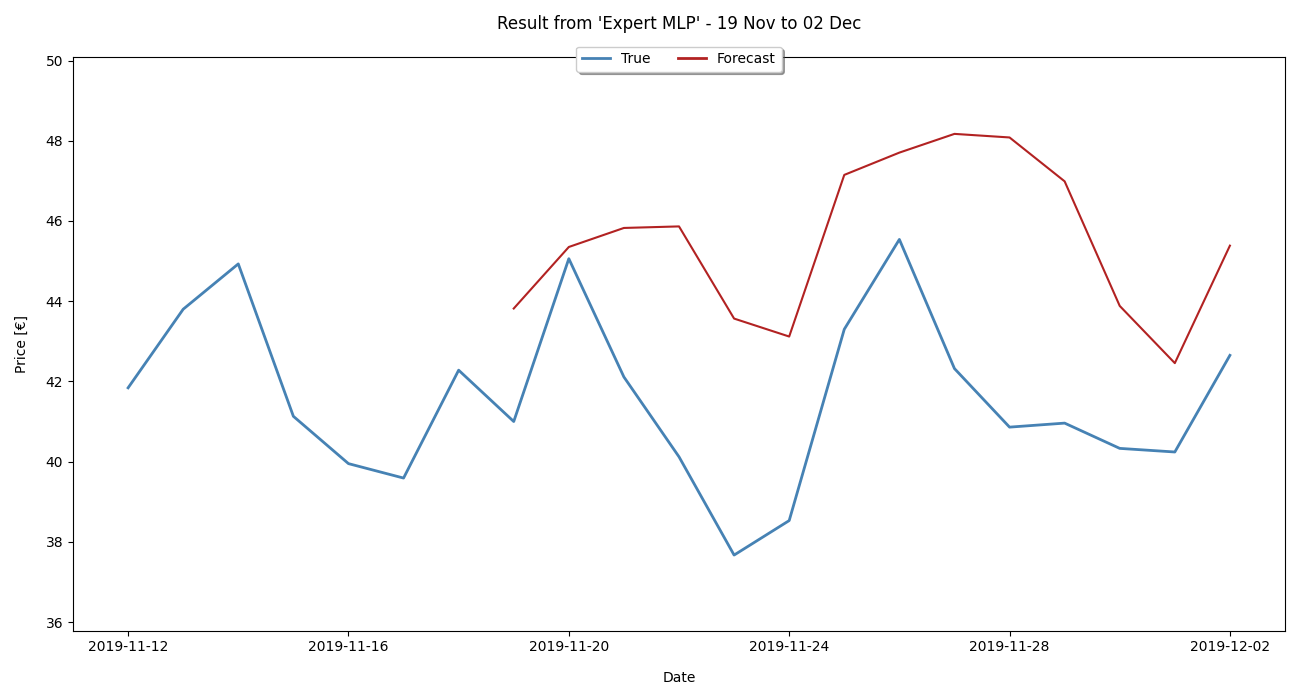 Result from 'Expert MLP' - 19 Nov to 02 Dec
True Forecast
50
48
46
44
42
40
38
36
Price [€]
2019-11-12 2019-11-16 2019-11-20 2019-11-24 2019-11-28 2019-12-02
Date